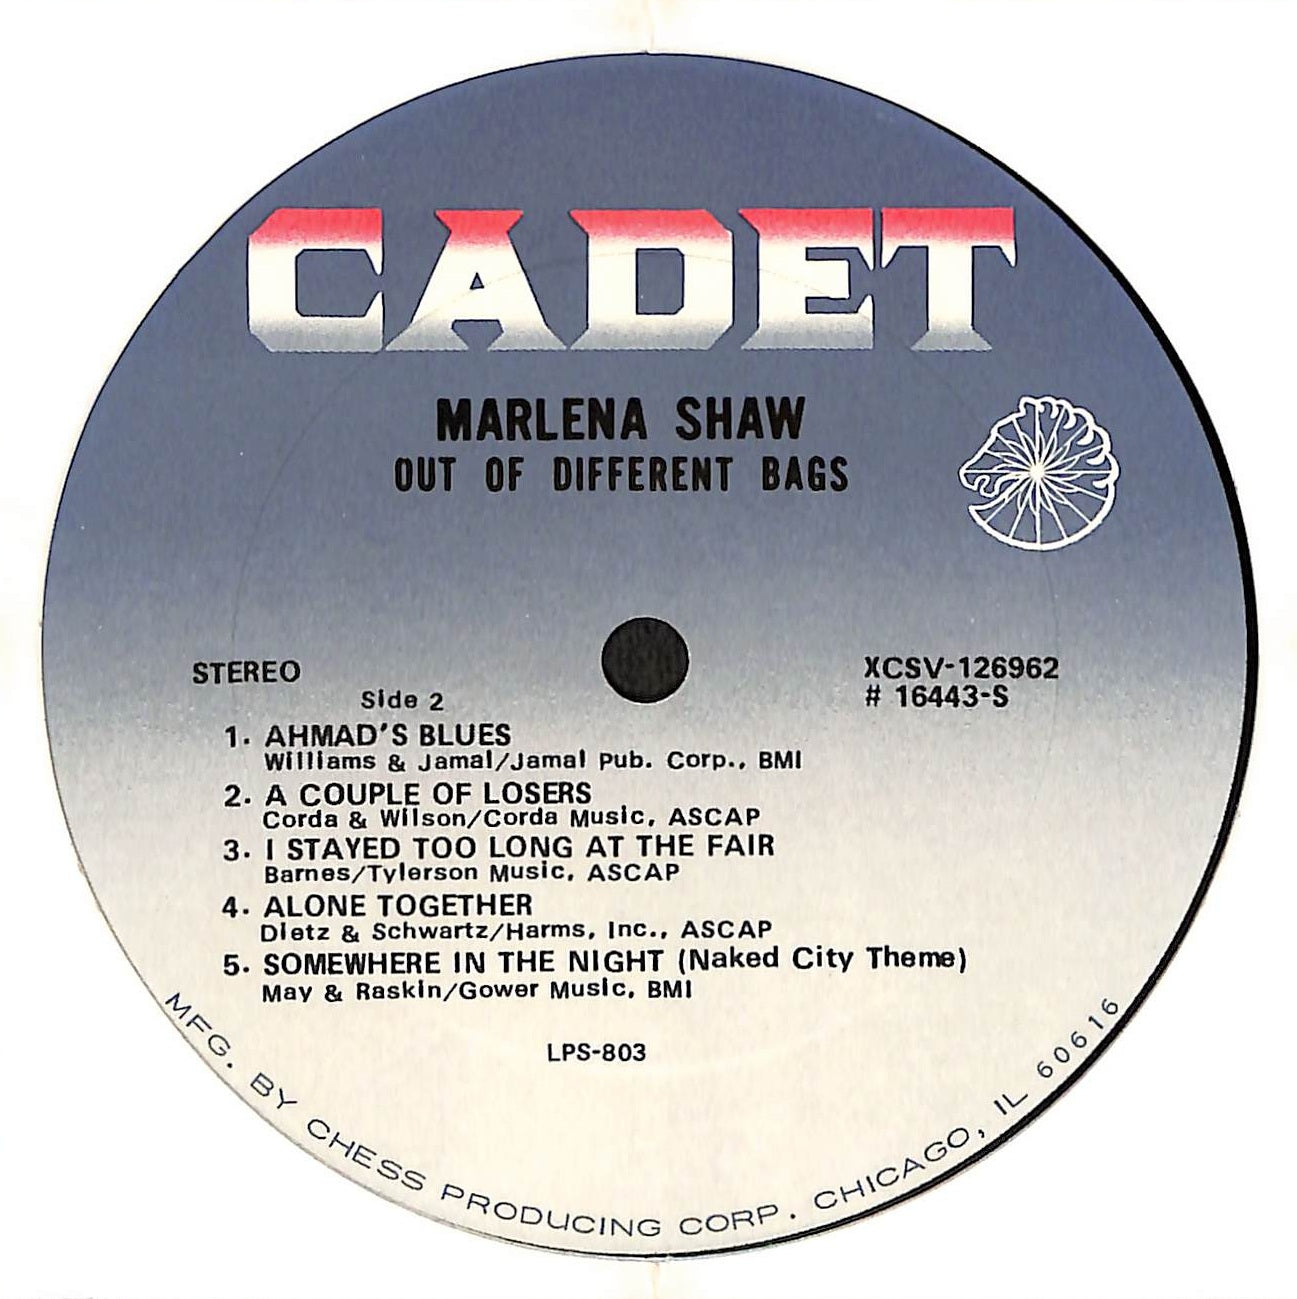 CADET
MARLENA SHAW
OUT OF DIFFERENT BAGS
STEREO
XCSV-126962
# 16443-S
Side 2
1. AHMAD'S BLUES
Williams & Jamal/Jamal Pub. Corp., BMI
2. A COUPLE OF LOSERS
Corda & Wilson/Corda Music, ASCAP
3. I STAYED TOO LONG AT THE FAIR
Barnes/Tylerson Music, ASCAP
4. ALONE TOGETHER
Dietz & Schwartz/Harms, Inc., ASCAP
5. SOMEWHERE IN THE NIGHT (Naked City Theme)
May & Raskin/Gower Music, BMI
LPS-803
MFG. BY CHESS PRODUCING CORP. CHICAGO, IL 60616